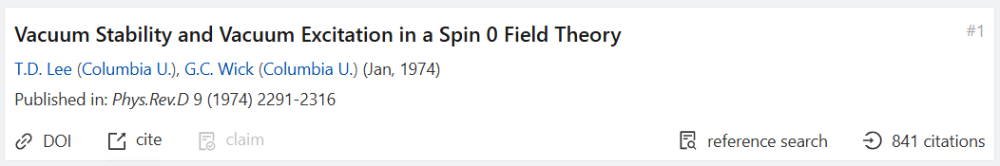 Vacuum Stability and Vacuum Excitation in a Spin 0 Field Theory #1
T.D. Lee (Columbia U.), G.C. Wick (Columbia U.) (Jan, 1974)
Published in: Phys.Rev.D 9 (1974) 2291-2316
DOI cite claim reference search 841 citations